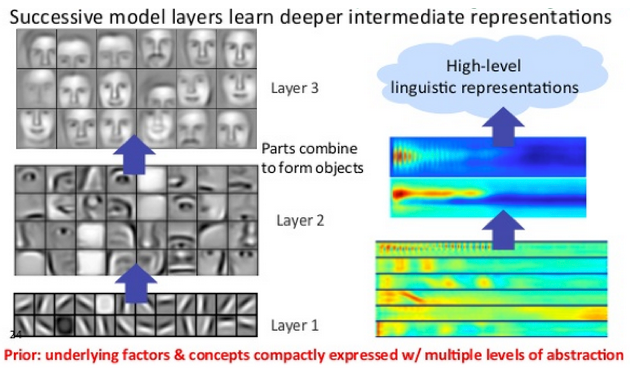 Successive model layers learn deeper intermediate representations
Layer 3
High-level
linguistic representations
Parts combine
to form objects
Layer 2
Layer 1
24
Prior: underlying factors & concepts compactly expressed w/ multiple levels of abstraction